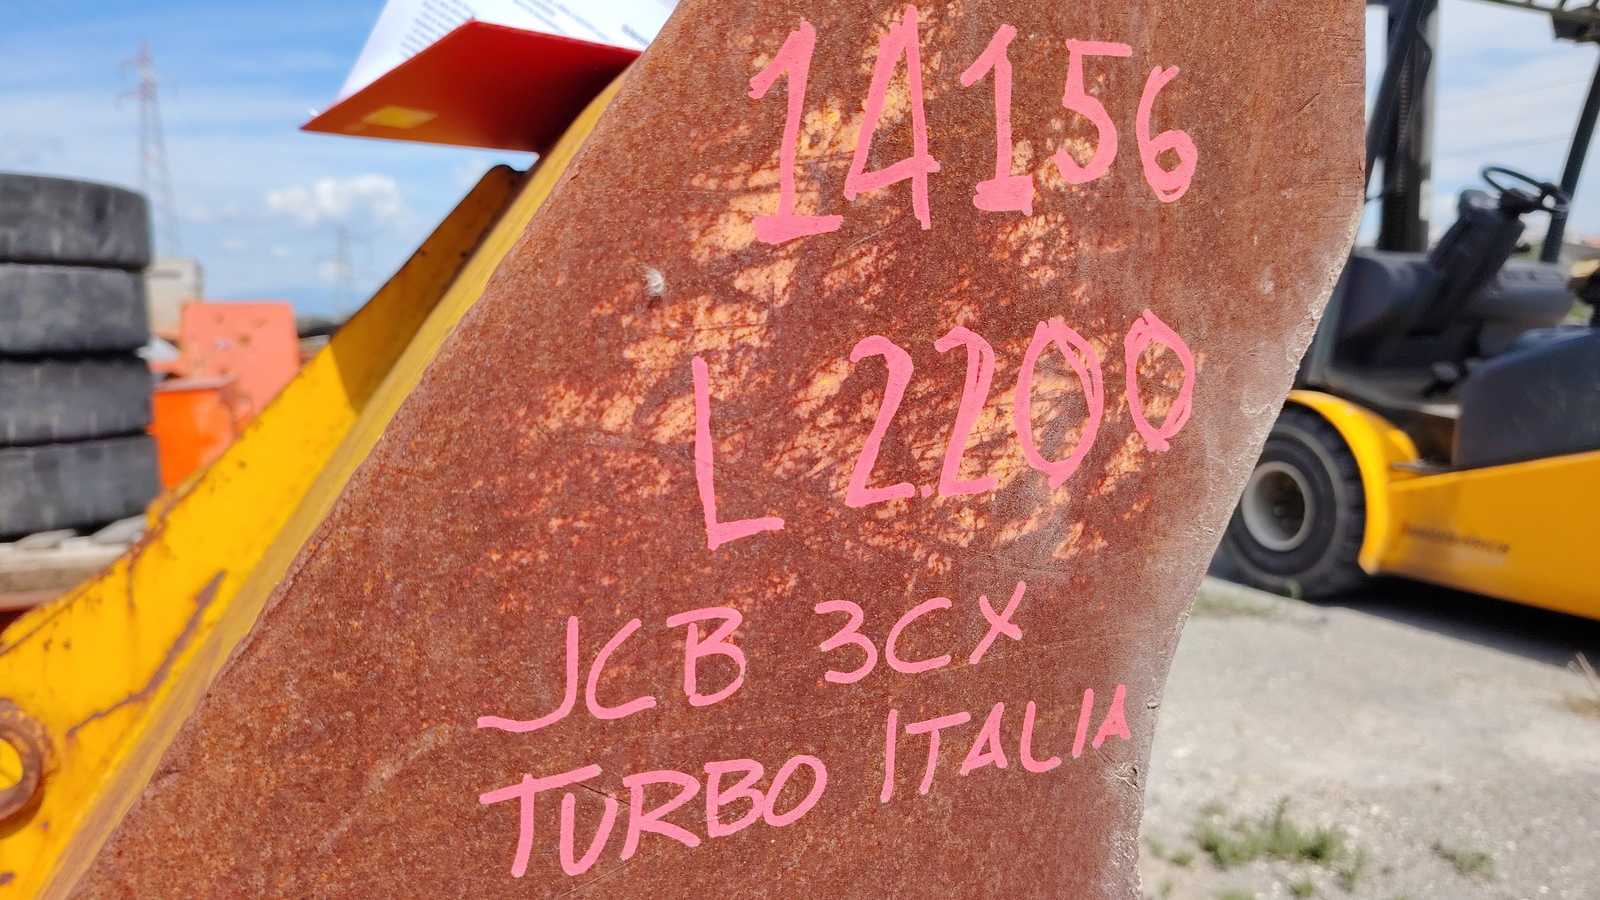 14156
L 2200
JCB 3CX
TURBO ITALIA